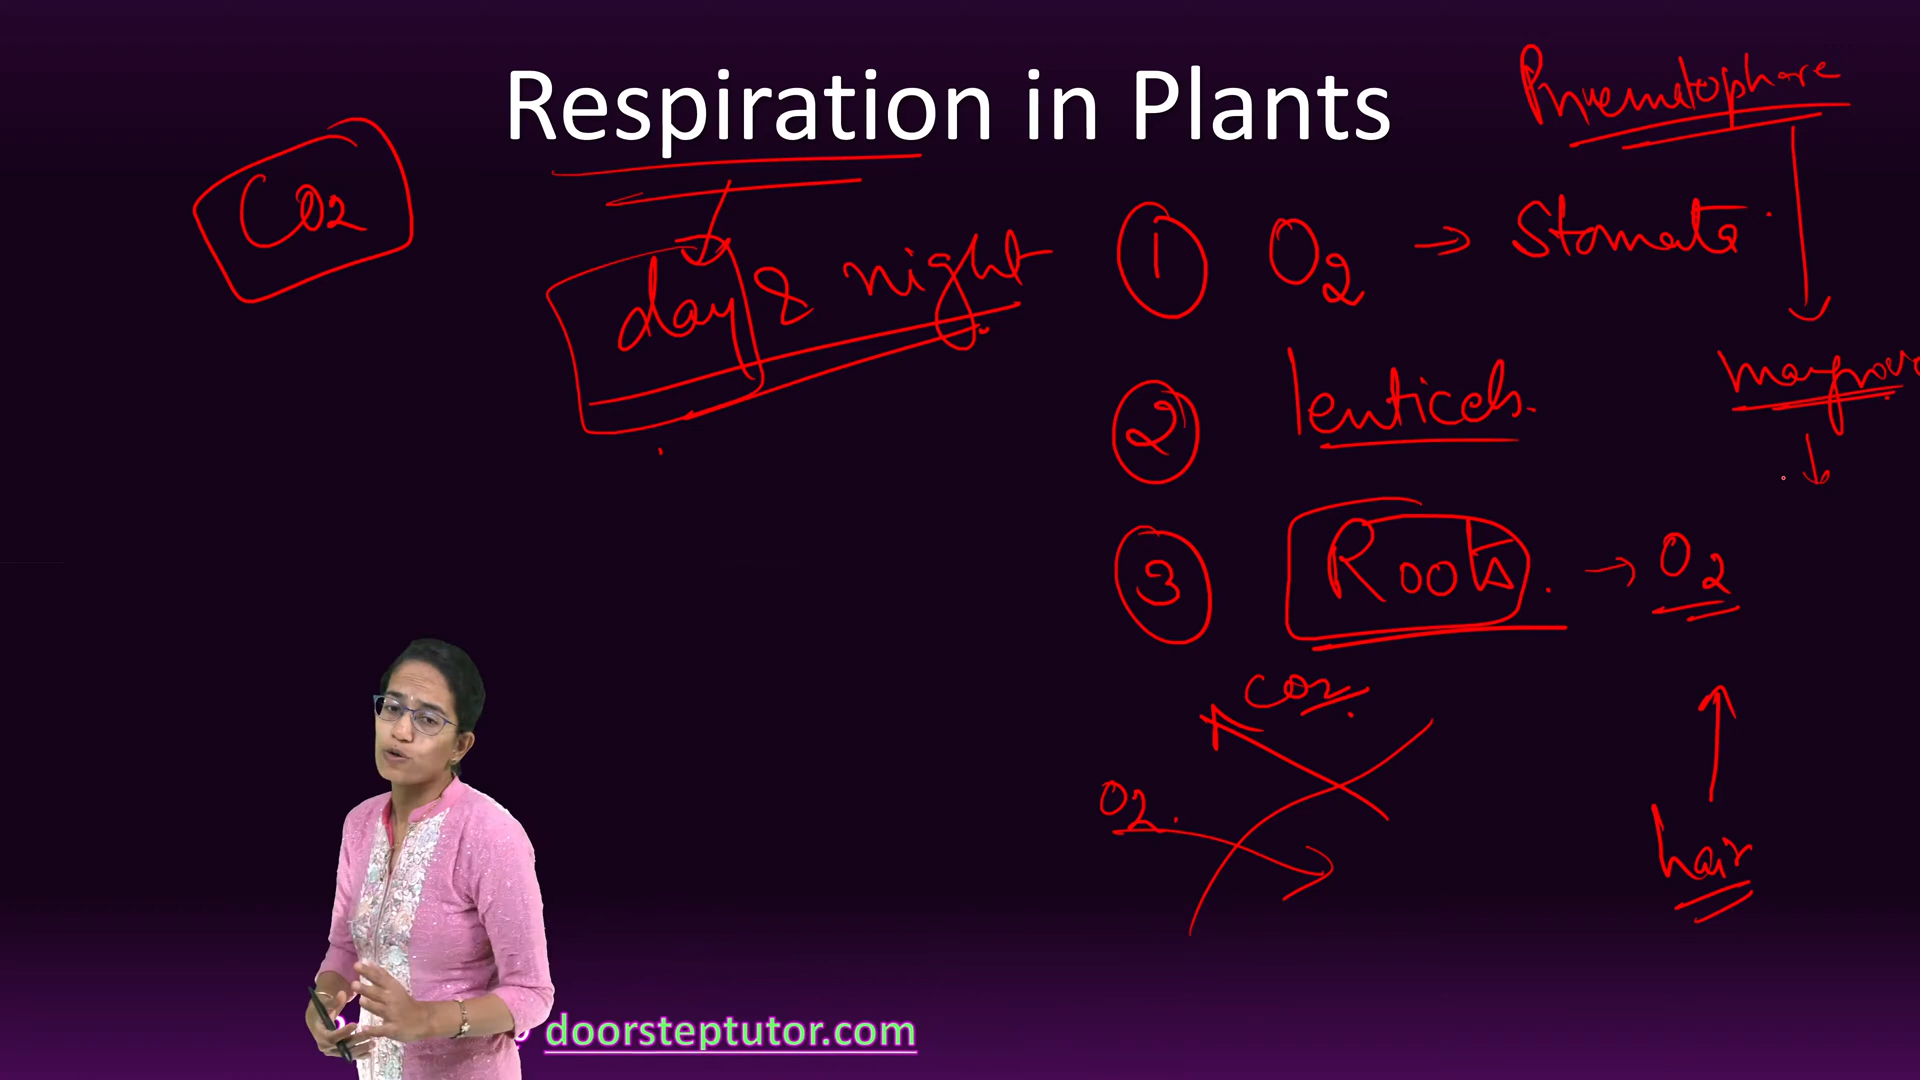 Respiration in Plants
Pnuematophore
CO2
day & night
1 O2 → Stomata
mangrove
2 lenticels.
3 Roots. → O2
CO2.
O2.
hair
doorsteptutor.com